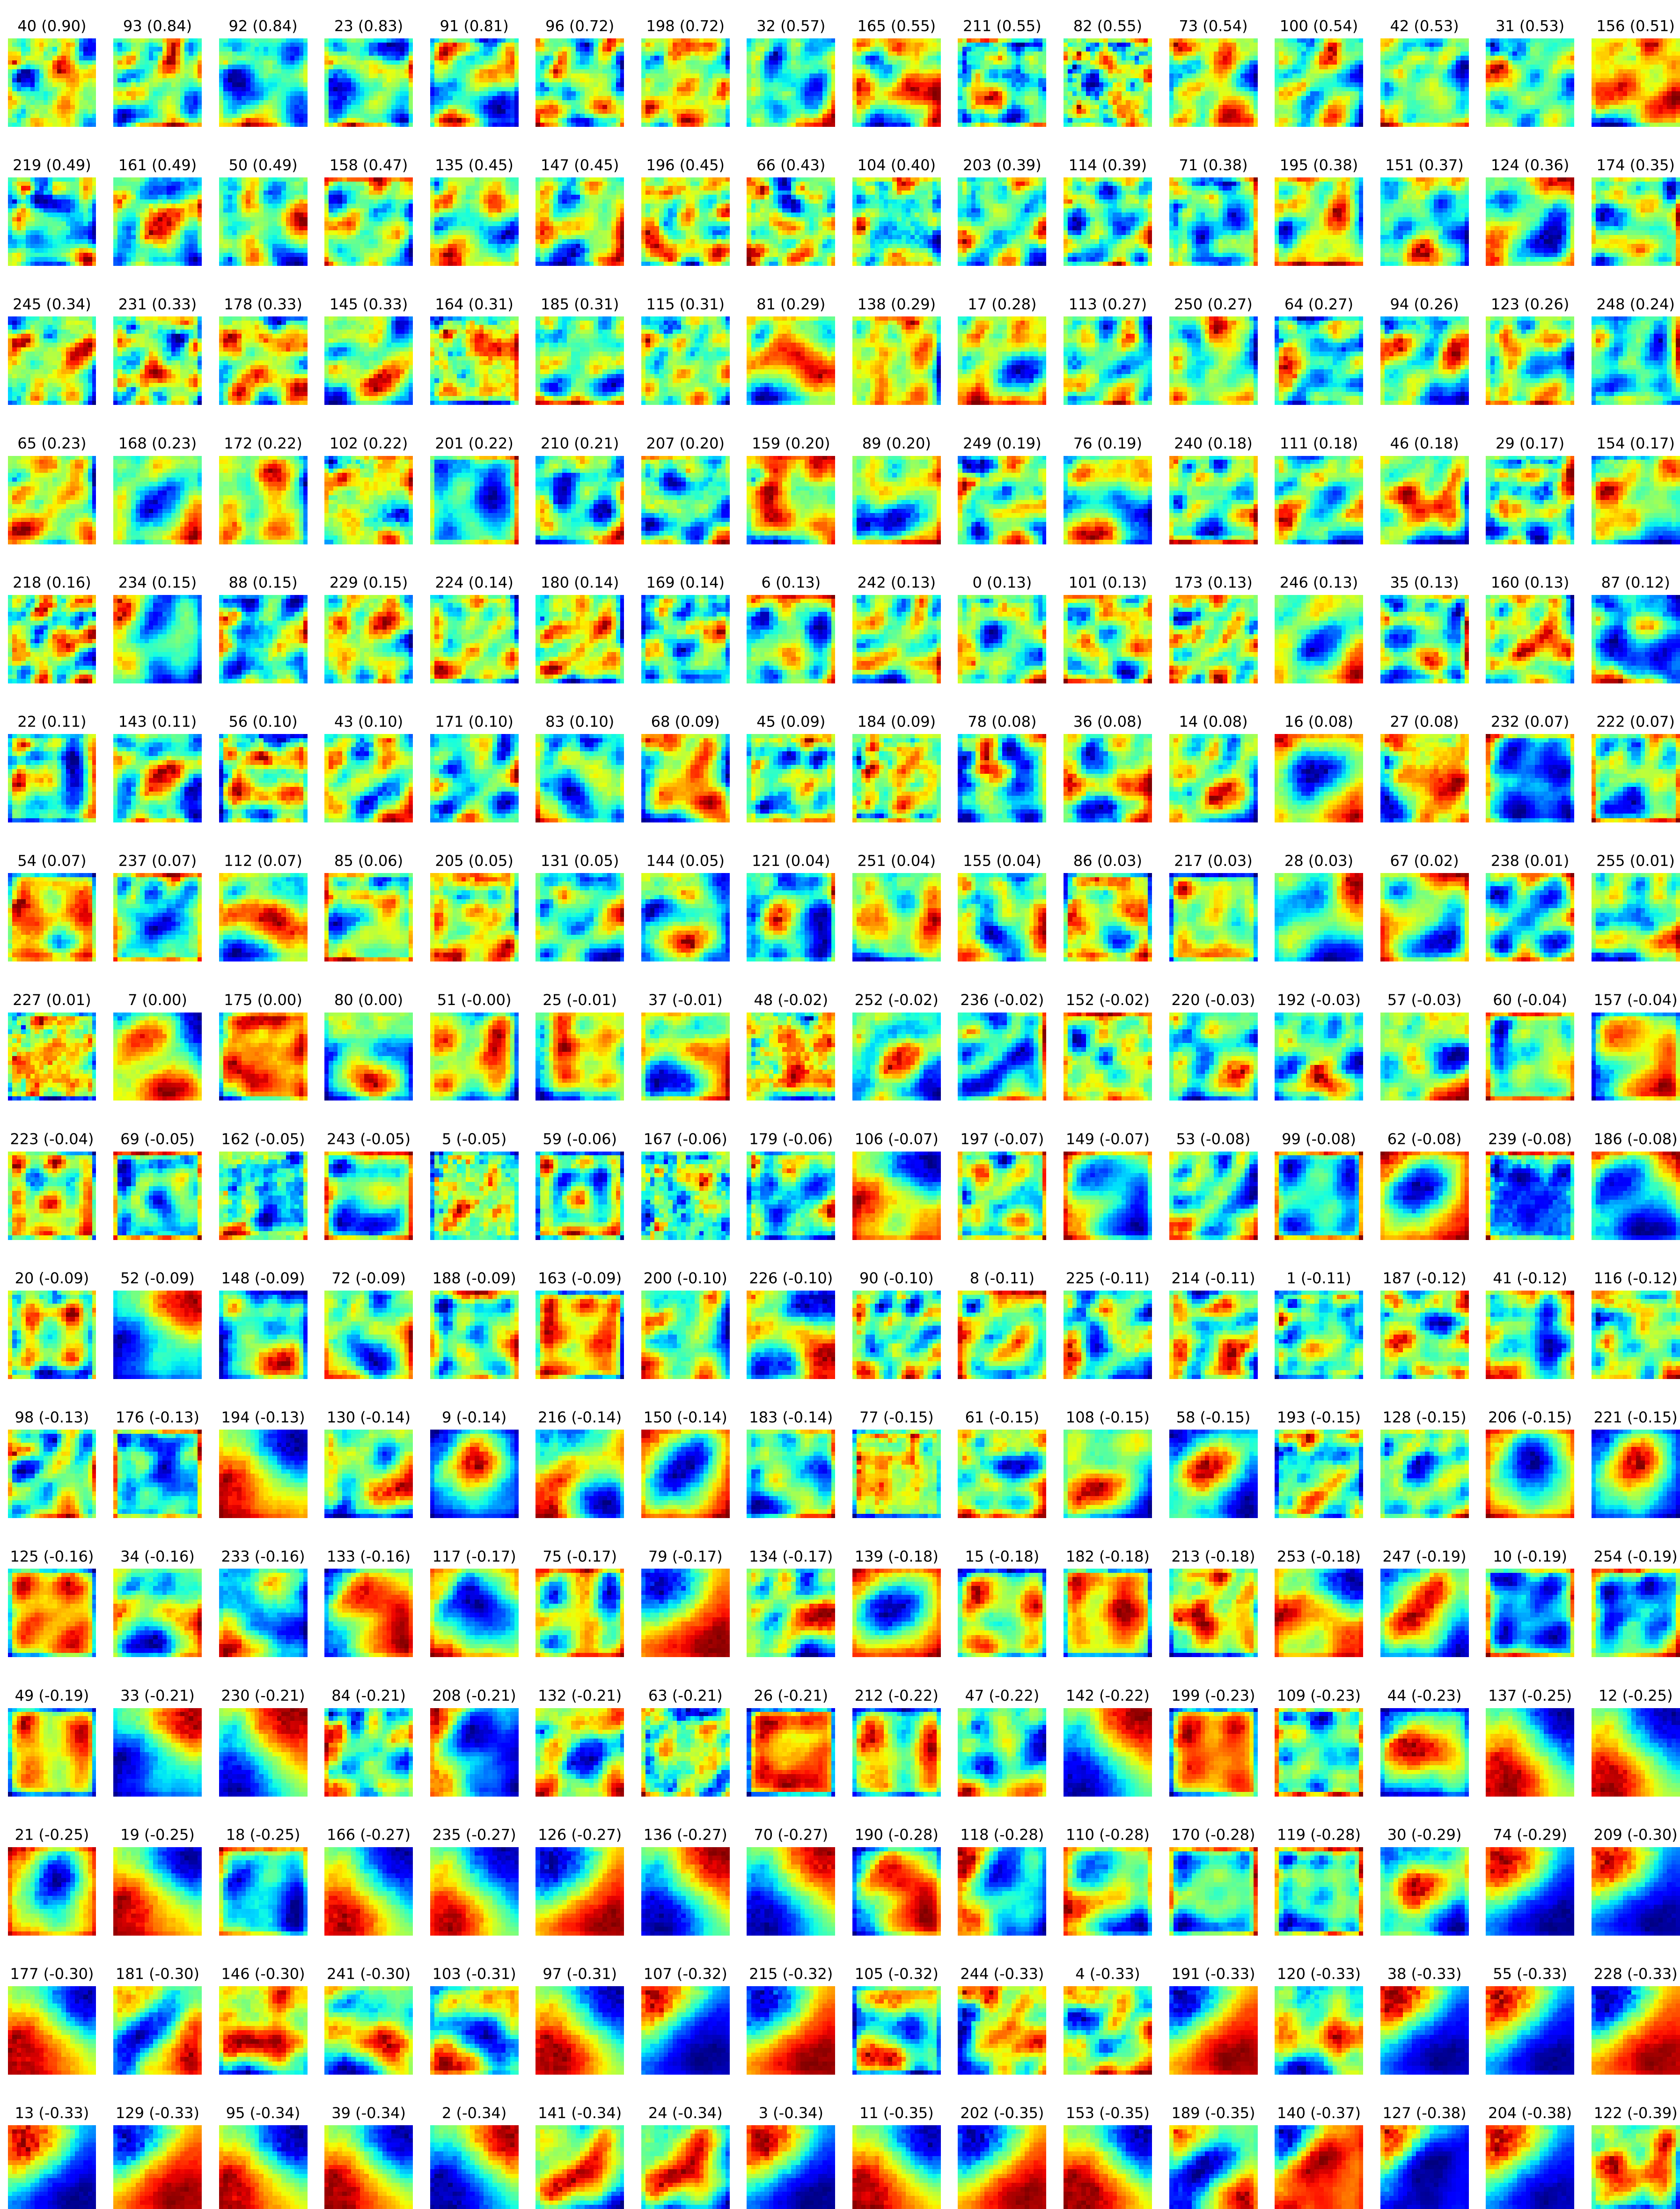 40 (0.90) 93 (0.84) 92 (0.84) 23 (0.83) 91 (0.81) 96 (0.72) 198 (0.72) 32 (0.57) 165 (0.55) 211 (0.55) 82 (0.55) 73 (0.54) 100 (0.54) 42 (0.53) 31 (0.53) 156 (0.51)
219 (0.49) 161 (0.49) 50 (0.49) 158 (0.47) 135 (0.45) 147 (0.45) 196 (0.45) 66 (0.43) 104 (0.40) 203 (0.39) 114 (0.39) 71 (0.38) 195 (0.38) 151 (0.37) 124 (0.36) 174 (0.35)
245 (0.34) 231 (0.33) 178 (0.33) 145 (0.33) 164 (0.31) 185 (0.31) 115 (0.31) 81 (0.29) 138 (0.29) 17 (0.28) 113 (0.27) 250 (0.27) 64 (0.27) 94 (0.26) 123 (0.26) 248 (0.24)
65 (0.23) 168 (0.23) 172 (0.22) 102 (0.22) 201 (0.22) 210 (0.21) 207 (0.20) 159 (0.20) 89 (0.20) 249 (0.19) 76 (0.19) 240 (0.18) 111 (0.18) 46 (0.18) 29 (0.17) 154 (0.17)
218 (0.16) 234 (0.15) 88 (0.15) 229 (0.15) 224 (0.14) 180 (0.14) 169 (0.14) 6 (0.13) 242 (0.13) 0 (0.13) 101 (0.13) 173 (0.13) 246 (0.13) 35 (0.13) 160 (0.13) 87 (0.12)
22 (0.11) 143 (0.11) 56 (0.10) 43 (0.10) 171 (0.10) 83 (0.10) 68 (0.09) 45 (0.09) 184 (0.09) 78 (0.08) 36 (0.08) 14 (0.08) 16 (0.08) 27 (0.08) 232 (0.07) 222 (0.07)
54 (0.07) 237 (0.07) 112 (0.07) 85 (0.06) 205 (0.05) 131 (0.05) 144 (0.05) 121 (0.04) 251 (0.04) 155 (0.04) 86 (0.03) 217 (0.03) 28 (0.03) 67 (0.02) 238 (0.01) 255 (0.01)
227 (0.01) 7 (0.00) 175 (0.00) 80 (0.00) 51 (-0.00) 25 (-0.01) 37 (-0.01) 48 (-0.02) 252 (-0.02) 236 (-0.02) 152 (-0.02) 220 (-0.03) 192 (-0.03) 57 (-0.03) 60 (-0.04) 157 (-0.04)
223 (-0.04) 69 (-0.05) 162 (-0.05) 243 (-0.05) 5 (-0.05) 59 (-0.06) 167 (-0.06) 179 (-0.06) 106 (-0.07) 197 (-0.07) 149 (-0.07) 53 (-0.08) 99 (-0.08) 62 (-0.08) 239 (-0.08) 186 (-0.08)
20 (-0.09) 52 (-0.09) 148 (-0.09) 72 (-0.09) 188 (-0.09) 163 (-0.09) 200 (-0.10) 226 (-0.10) 90 (-0.10) 8 (-0.11) 225 (-0.11) 214 (-0.11) 1 (-0.11) 187 (-0.12) 41 (-0.12) 116 (-0.12)
98 (-0.13) 176 (-0.13) 194 (-0.13) 130 (-0.14) 9 (-0.14) 216 (-0.14) 150 (-0.14) 183 (-0.14) 77 (-0.15) 61 (-0.15) 108 (-0.15) 58 (-0.15) 193 (-0.15) 128 (-0.15) 206 (-0.15) 221 (-0.15)
125 (-0.16) 34 (-0.16) 233 (-0.16) 133 (-0.16) 117 (-0.17) 75 (-0.17) 79 (-0.17) 134 (-0.17) 139 (-0.18) 15 (-0.18) 182 (-0.18) 213 (-0.18) 253 (-0.18) 247 (-0.19) 10 (-0.19) 254 (-0.19)
49 (-0.19) 33 (-0.21) 230 (-0.21) 84 (-0.21) 208 (-0.21) 132 (-0.21) 63 (-0.21) 26 (-0.21) 212 (-0.22) 47 (-0.22) 142 (-0.22) 199 (-0.23) 109 (-0.23) 44 (-0.23) 137 (-0.25) 12 (-0.25)
21 (-0.25) 19 (-0.25) 18 (-0.25) 166 (-0.27) 235 (-0.27) 126 (-0.27) 136 (-0.27) 70 (-0.27) 190 (-0.28) 118 (-0.28) 110 (-0.28) 170 (-0.28) 119 (-0.28) 30 (-0.29) 74 (-0.29) 209 (-0.30)
177 (-0.30) 181 (-0.30) 146 (-0.30) 241 (-0.30) 103 (-0.31) 97 (-0.31) 107 (-0.32) 215 (-0.32) 105 (-0.32) 244 (-0.33) 4 (-0.33) 191 (-0.33) 120 (-0.33) 38 (-0.33) 55 (-0.33) 228 (-0.33)
13 (-0.33) 129 (-0.33) 95 (-0.34) 39 (-0.34) 2 (-0.34) 141 (-0.34) 24 (-0.34) 3 (-0.34) 11 (-0.35) 202 (-0.35) 153 (-0.35) 189 (-0.35) 140 (-0.37) 127 (-0.38) 204 (-0.38) 122 (-0.39)